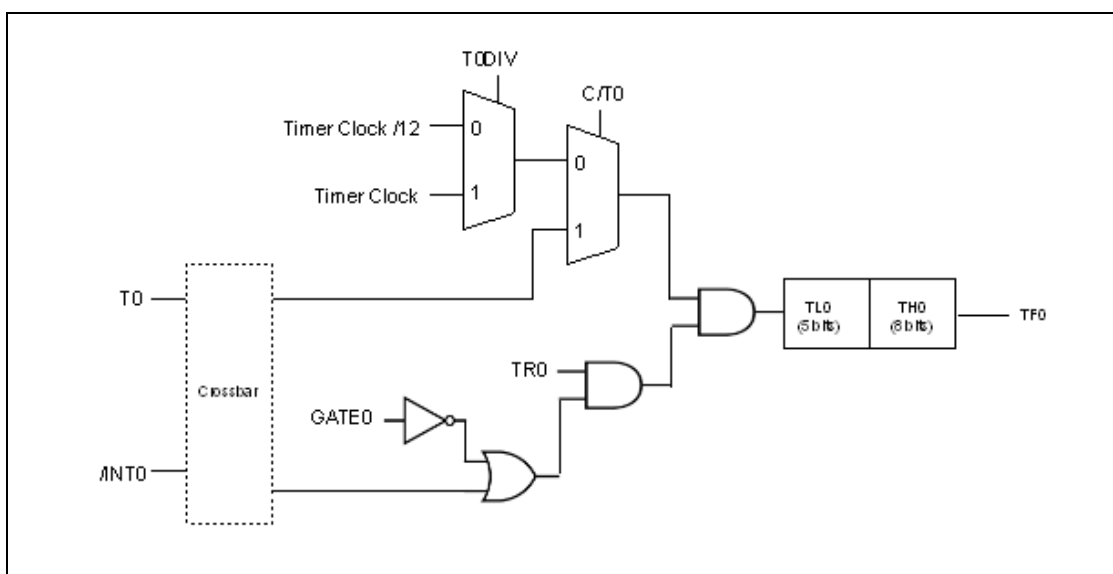 T0DIV
C/T0
Timer Clock /12
0
0
Timer Clock
1
1
T0
TL0
(5 bits)
TH0
(8 bits)
TF0
TR0
Crossbar
GATE0
/INT0